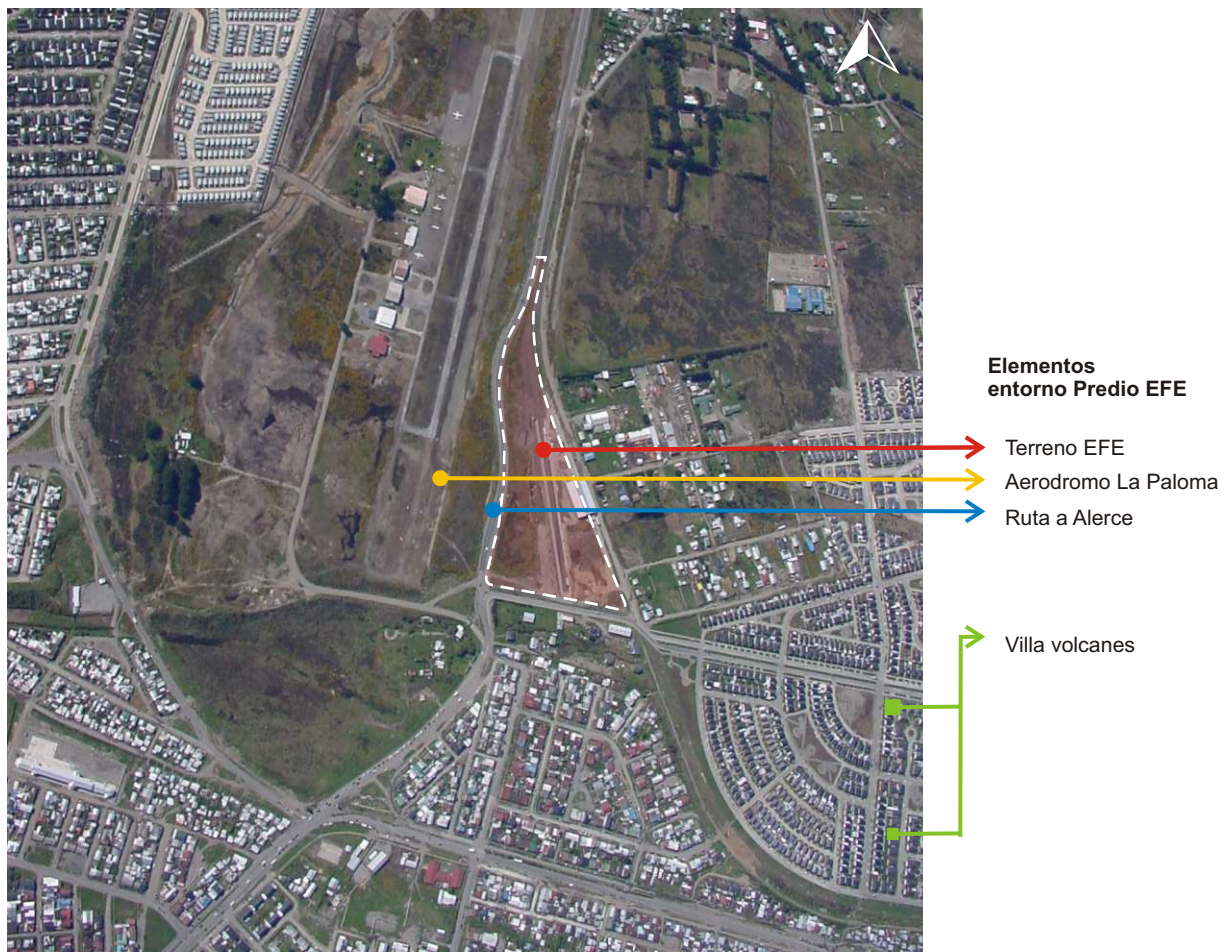 Elementos
entorno Predio EFE
Terreno EFE
Aerodromo La Paloma
Ruta a Alerce
Villa volcanes